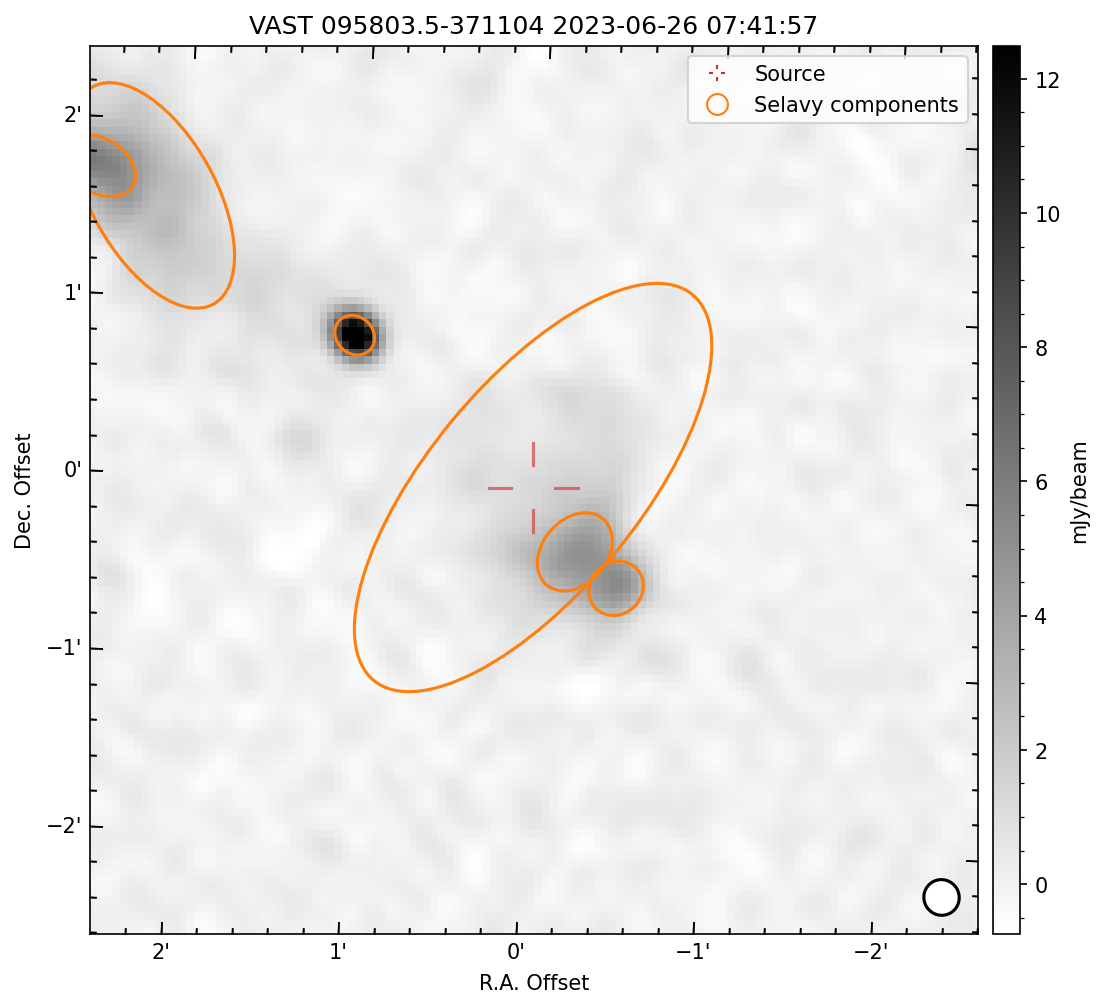 VAST 095803.5-371104 2023-06-26 07:41:57
Source
Selavy components
2'
1'
0'
−1'
−2'
Dec. Offset
2'
1'
0'
−1'
−2'
R.A. Offset
12
10
8
6
4
2
0
mJy/beam